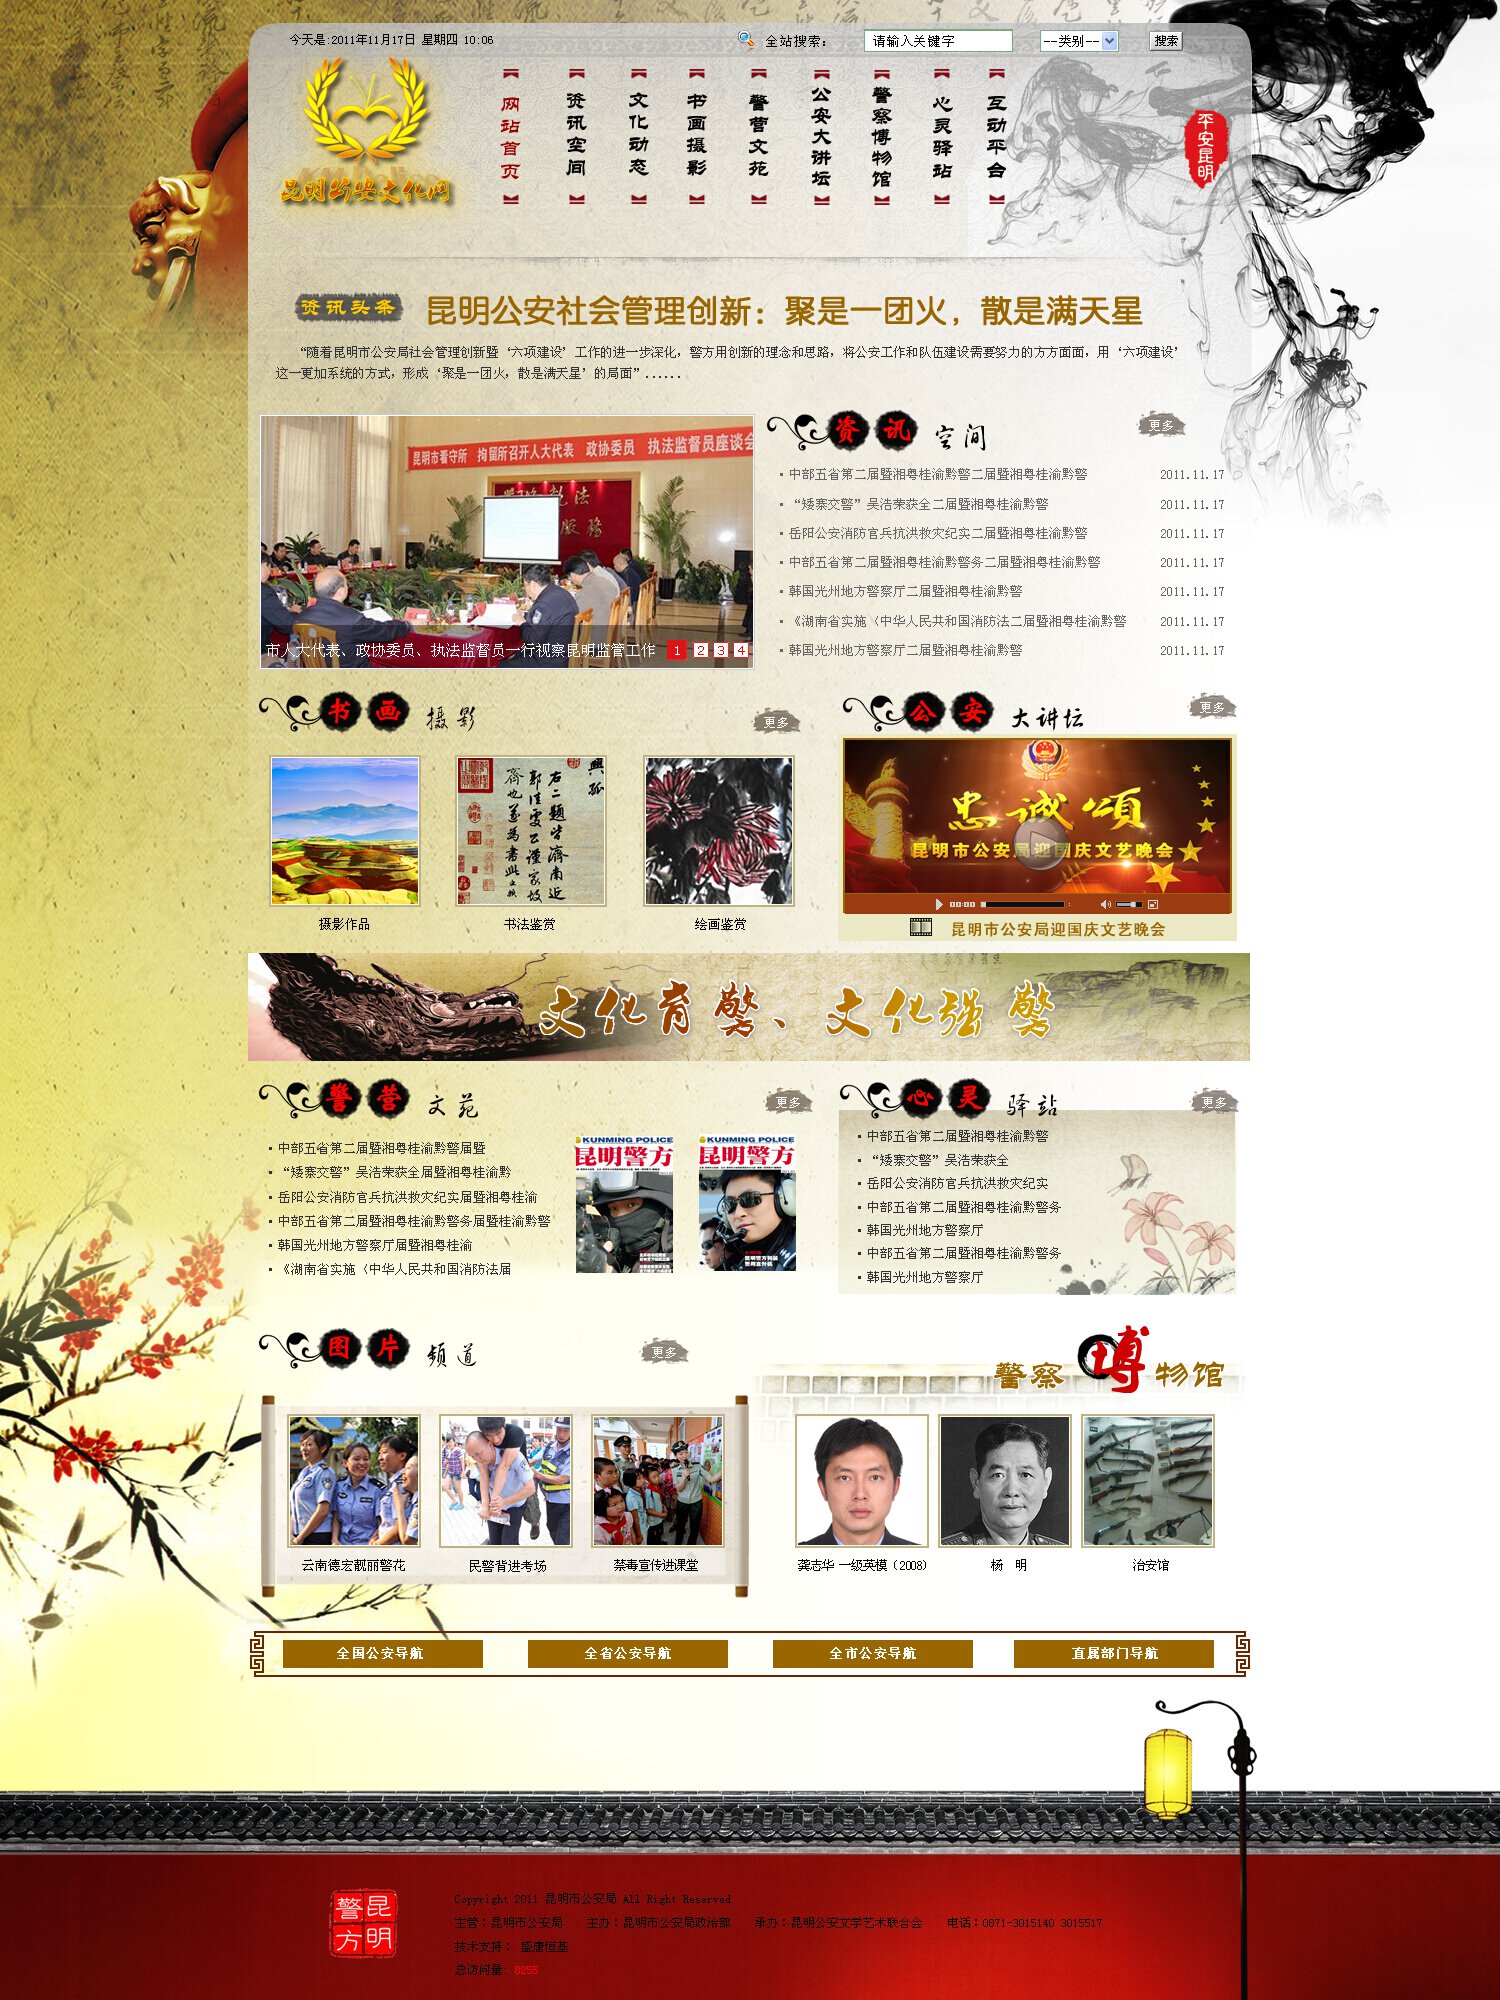 今天是:2011年11月17日 星期四 10:06
全站搜索：
请输入关键字
--类别--
搜索
昆明公安文化网
网站首页
资讯空间
文化动态
书画摄影
警营文苑
公安大讲坛
警察博物馆
心灵驿站
互动平台
平安昆明
资讯头条
昆明公安社会管理创新：聚是一团火，散是满天星
“随着昆明市公安局社会管理创新暨‘六项建设’工作的进一步深化，警方用创新的理念和思路，将公安工作和队伍建设需要努力的方方面面，用‘六项建设’
这一更加系统的方式，形成‘聚是一团火，散是满天星’的局面”......
昆明市看守所 拘留所召开人大代表 政协委员 执法监督员座谈会
市人大代表、政协委员、执法监督员一行视察昆明监管工作
1 2 3 4
资讯空间
更多
中部五省第二届暨湘粤桂渝黔警二届暨湘粤桂渝黔警 2011.11.17
“矮寨交警”吴浩荣获全二届暨湘粤桂渝黔警 2011.11.17
岳阳公安消防官兵抗洪救灾纪实二届暨湘粤桂渝黔警 2011.11.17
中部五省第二届暨湘粤桂渝黔警务二届暨湘粤桂渝黔警 2011.11.17
韩国光州地方警察厅二届暨湘粤桂渝黔警 2011.11.17
《湖南省实施〈中华人民共和国消防法二届暨湘粤桂渝黔警 2011.11.17
韩国光州地方警察厅二届暨湘粤桂渝黔警 2011.11.17
书画摄影
更多
摄影作品
书法鉴赏
绘画鉴赏
公安大讲坛
更多
忠诚颂
昆明市公安局迎国庆文艺晚会
00:00
昆明市公安局迎国庆文艺晚会
文化育警、文化强警
警营文苑
更多
中部五省第二届暨湘粤桂渝黔警届暨
“矮寨交警”吴浩荣获全届暨湘粤桂渝黔
岳阳公安消防官兵抗洪救灾纪实届暨湘粤桂渝
中部五省第二届暨湘粤桂渝黔警务届暨桂渝黔警
韩国光州地方警察厅届暨湘粤桂渝
《湖南省实施〈中华人民共和国消防法届
KUNMING POLICE
昆明警方
KUNMING POLICE
昆明警方
心灵驿站
更多
中部五省第二届暨湘粤桂渝黔警
“矮寨交警”吴浩荣获全
岳阳公安消防官兵抗洪救灾纪实
中部五省第二届暨湘粤桂渝黔警务
韩国光州地方警察厅
中部五省第二届暨湘粤桂渝黔警务
韩国光州地方警察厅
图片频道
更多
云南德宏靓丽警花
民警背进考场
禁毒宣传进课堂
警察博物馆
龚志华 一级英模（2008）
杨 明
治安馆
全国公安导航
全省公安导航
全市公安导航
直属部门导航
昆明警方
Copyright 2011 昆明市公安局 All Right Reserved
主管：昆明市公安局 主办：昆明市公安局政治部 承办：昆明公安文学艺术联合会 电话：0871-3015140 3015517
技术支持： 盛唐恒基
总访问量 8255